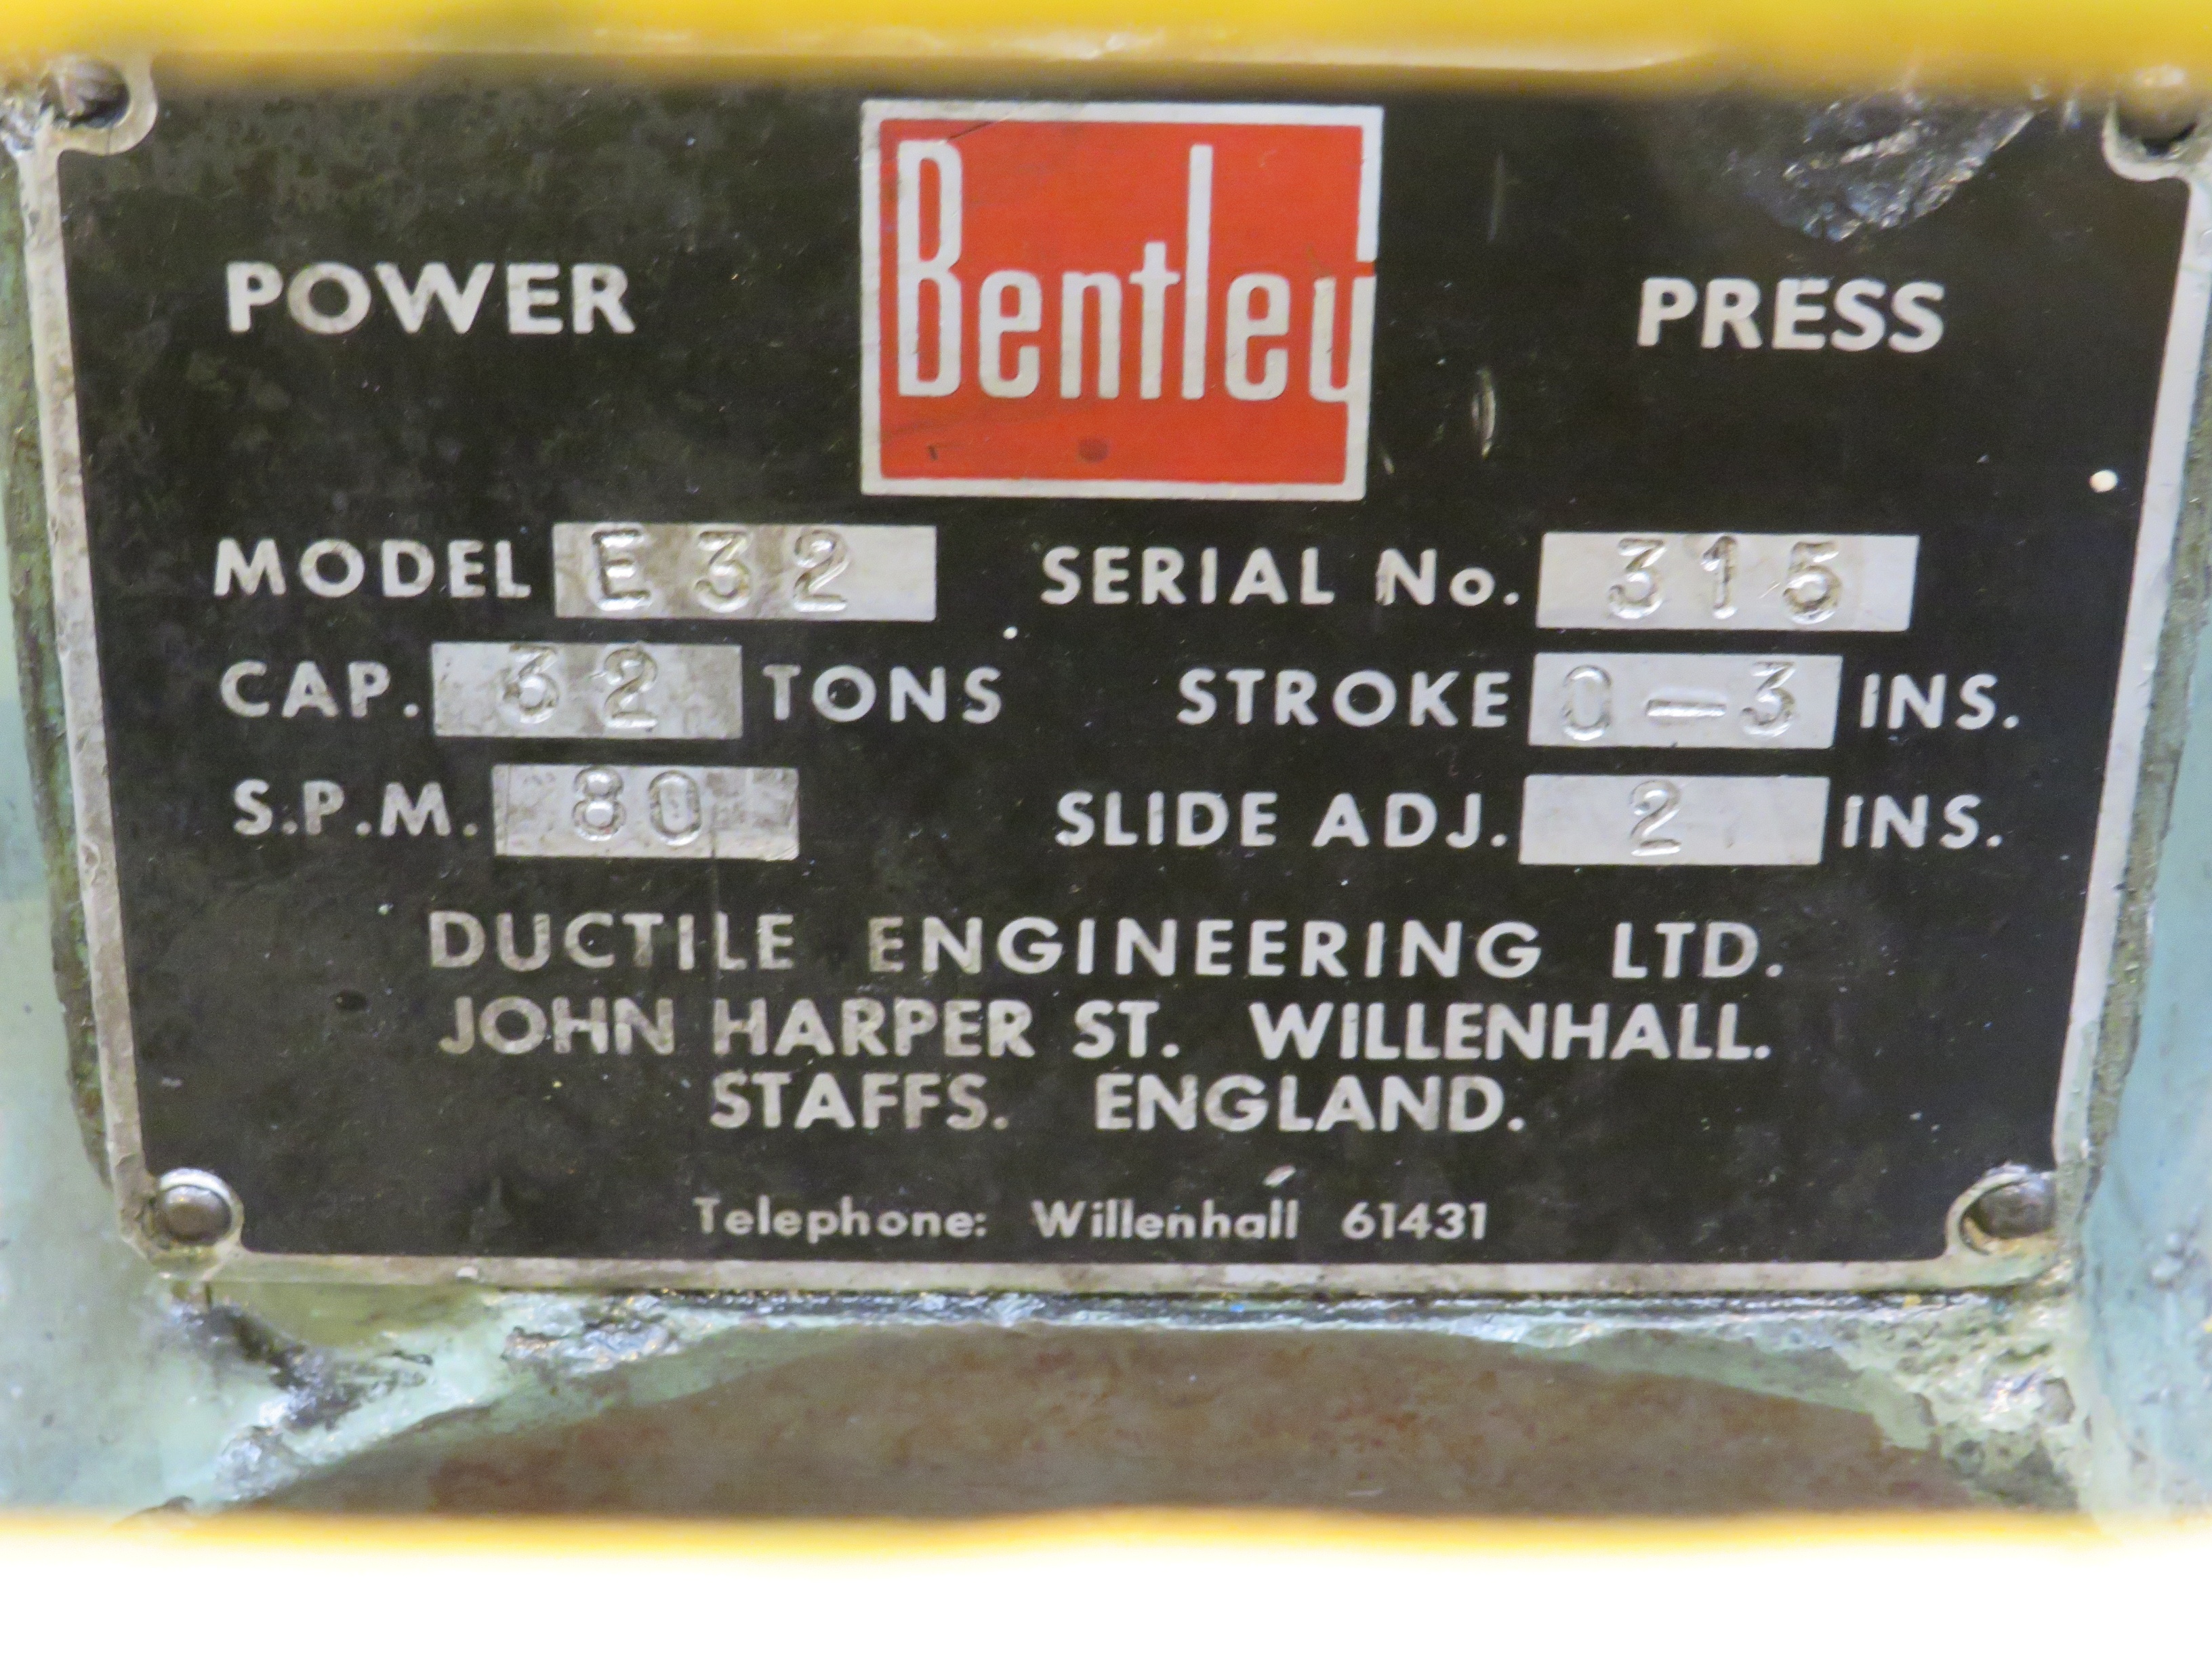 POWER Bentley PRESS
MODEL E32 SERIAL No. 315
CAP. 32 TONS STROKE 0-3 INS.
S.P.M. 80 SLIDE ADJ. 2 INS.
DUCTILE ENGINEERING LTD.
JOHN HARPER ST. WILLENHALL.
STAFFS. ENGLAND.
Telephone: Willenhall 61431